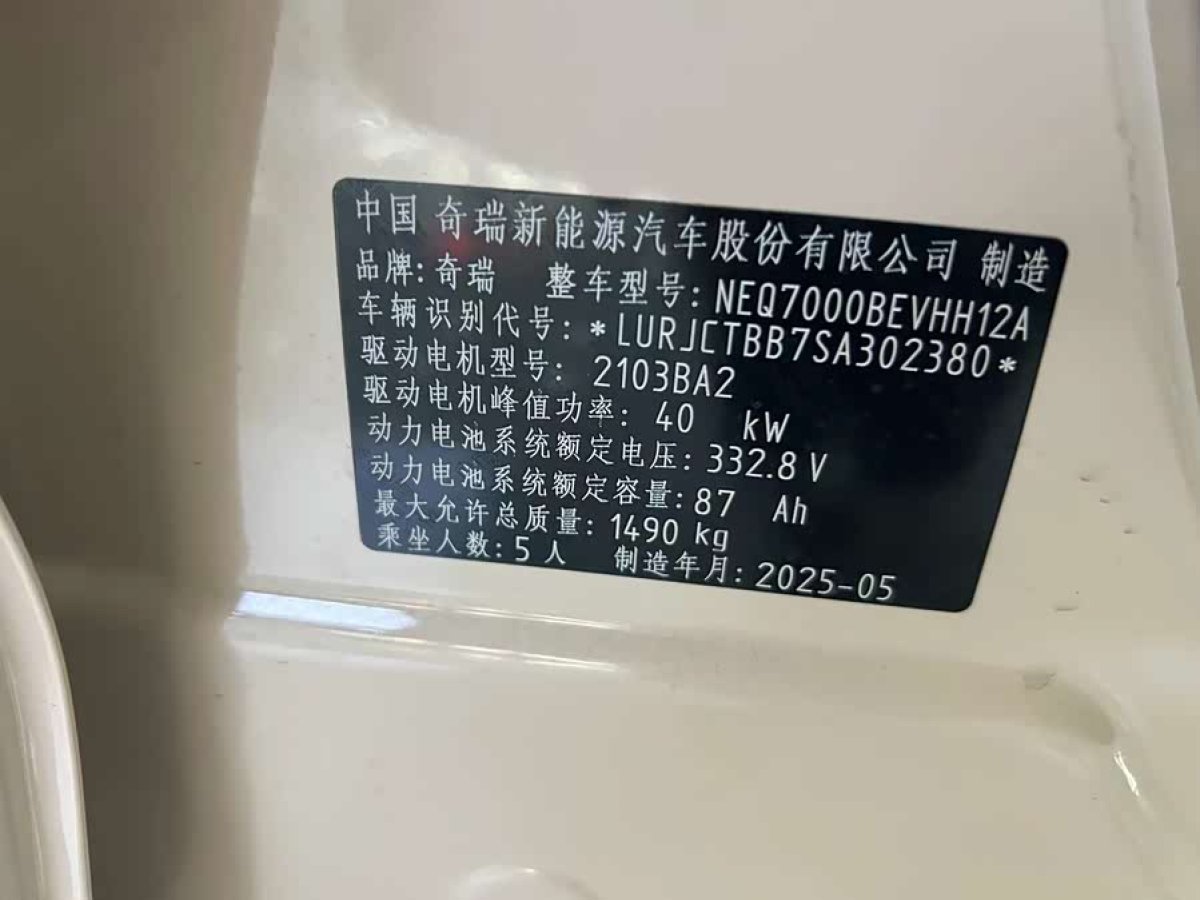 中国 奇瑞新能源汽车股份有限公司 制造
品牌：奇瑞 整车型号：NEQ7000BEVHH12A
车辆识别代号：*LURJCTBB7SA302380*
驱动电机型号：2103BA2
驱动电机峰值功率：40 kW
动力电池系统额定电压：332.8 V
动力电池系统额定容量：87 Ah
最大允许总质量：1490 kg
乘坐人数：5 人 制造年月：2025-05